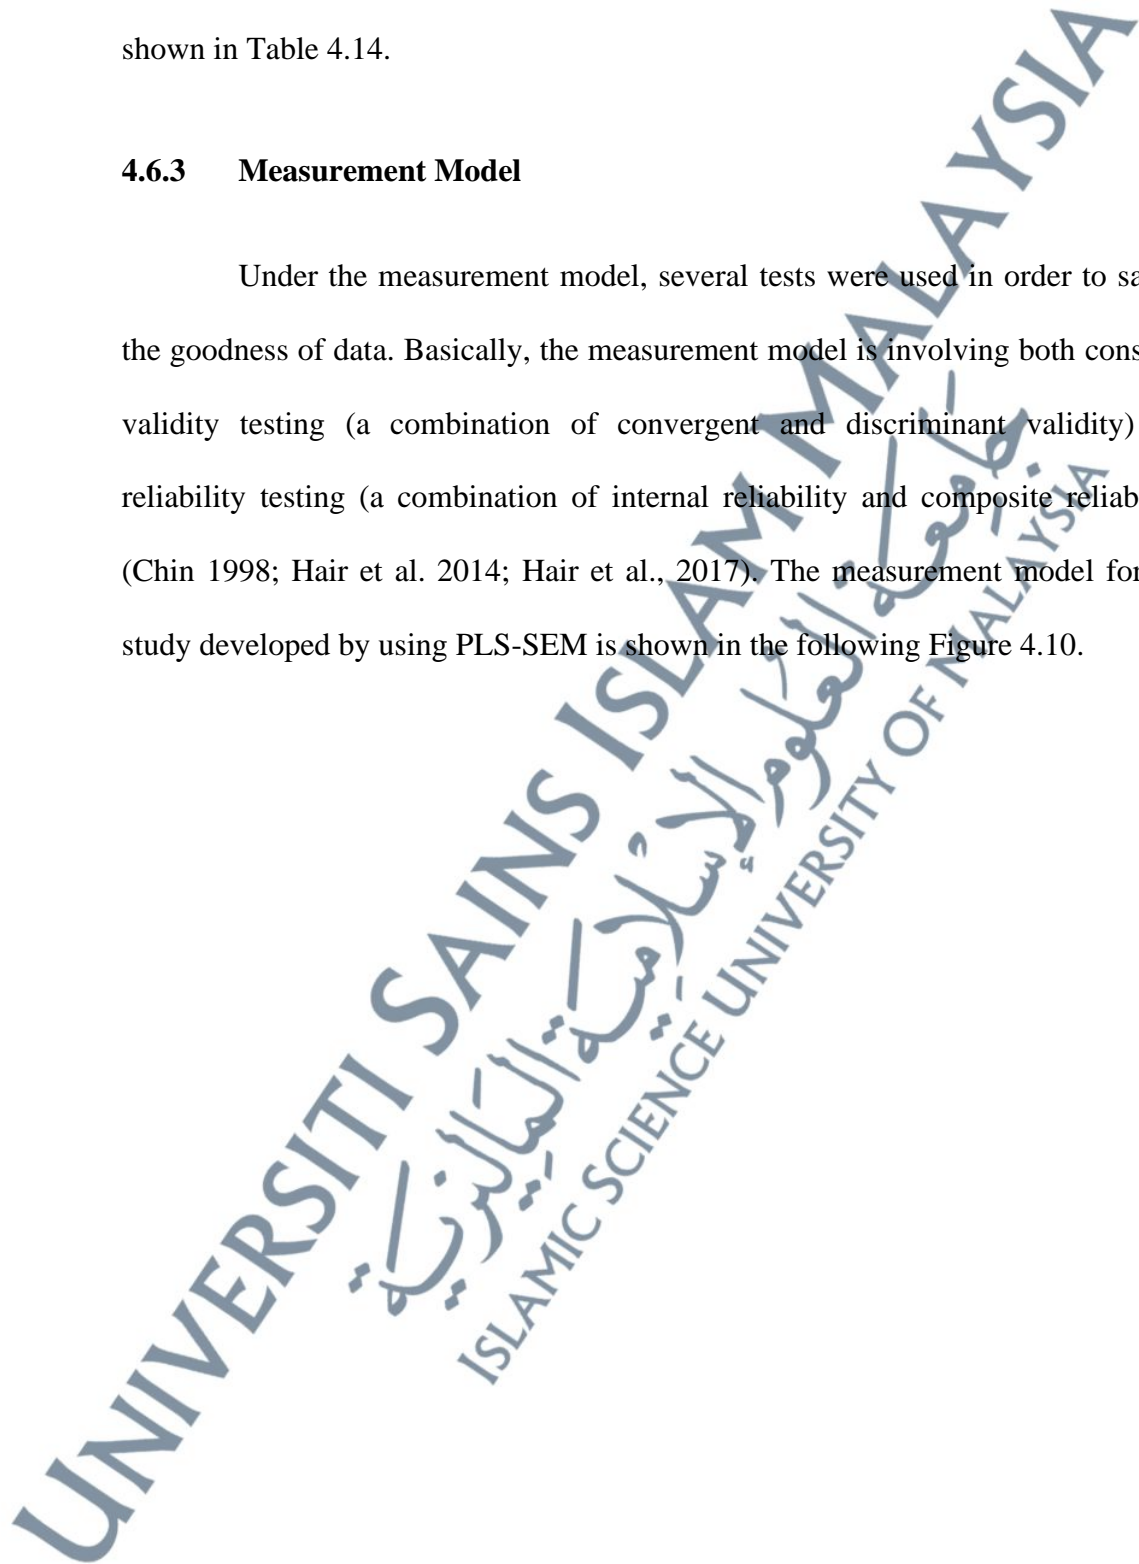 shown in Table 4.14.
4.6.3 Measurement Model
Under the measurement model, several tests were used in order to sa
the goodness of data. Basically, the measurement model is involving both cons
validity testing (a combination of convergent and discriminant validity)
reliability testing (a combination of internal reliability and composite reliab
(Chin 1998; Hair et al. 2014; Hair et al., 2017). The measurement model for
study developed by using PLS-SEM is shown in the following Figure 4.10.
UNIVERSITI SAINS ISLAM MALAYSIA
جامعة العلوم الإسلامية الماليزية
ISLAMIC SCIENCE UNIVERSITY OF MALAYSIA